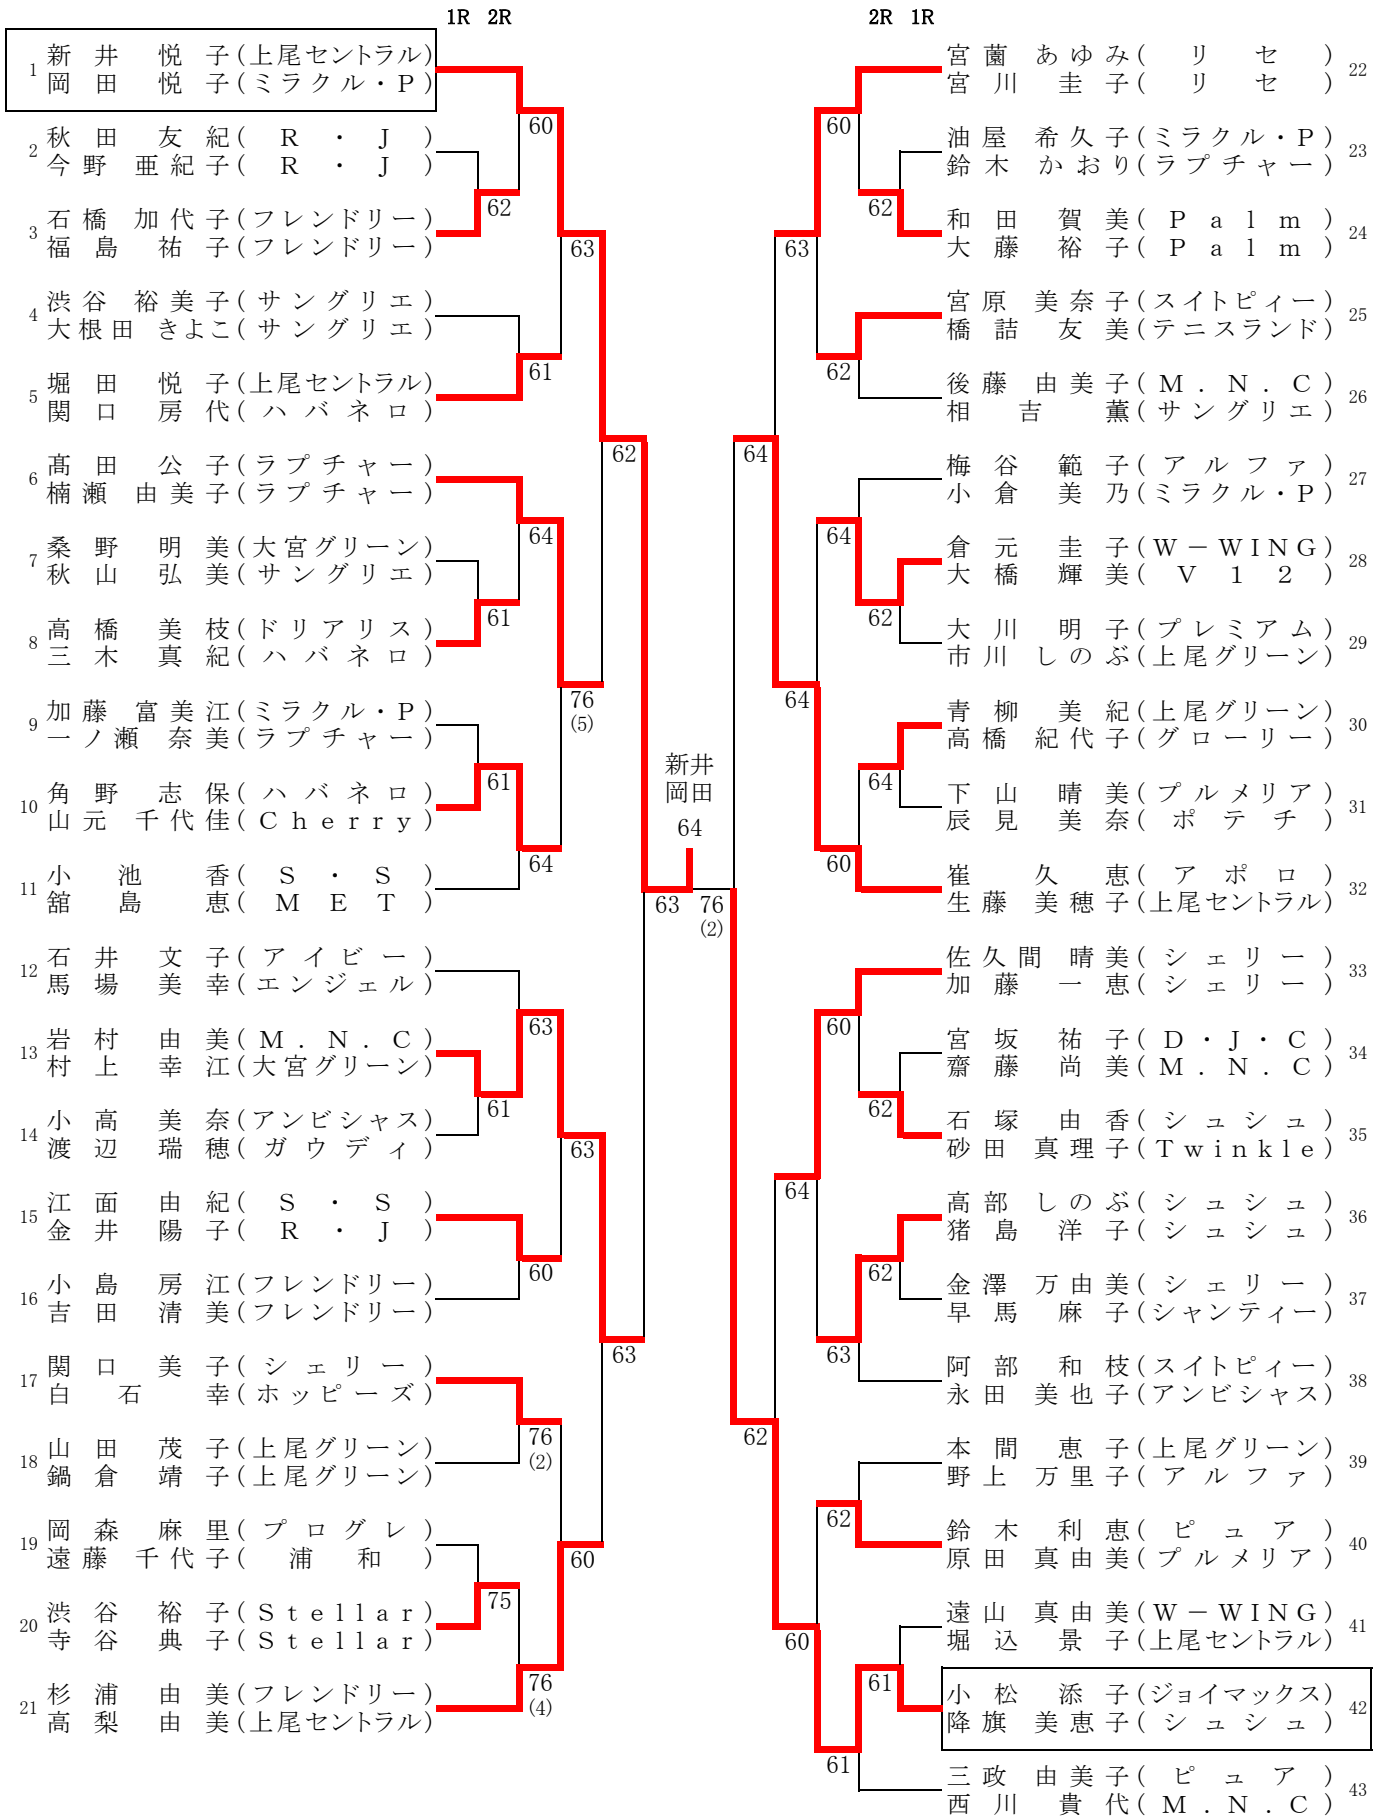 1R 2R
2R 1R
1 新井 悦子(上尾セントラル)
岡田 悦子(ミラクル・P)
2 秋田 友紀(R・J)
今野 亜紀子(R・J)
3 石橋 加代子(フレンドリー)
福島 祐子(フレンドリー)
4 渋谷 裕美子(サングリエ)
大根田 きよこ(サングリエ)
5 堀田 悦子(上尾セントラル)
関口 房代(ハバネロ)
6 髙田 公子(ラプチャー)
楠瀬 由美子(ラプチャー)
7 桑野 明美(大宮グリーン)
秋山 弘美(サングリエ)
8 高橋 美枝(ドリアリス)
三木 真紀(ハバネロ)
9 加藤 富美江(ミラクル・P)
一ノ瀬 奈美(ラプチャー)
10 角野 志保(ハバネロ)
山元 千代佳(Cherry)
11 小池 香(S・S)
舘島 恵(MET)
12 石井 文子(アイビー)
馬場 美幸(エンジェル)
13 岩村 由美(M.N.C)
村上 幸江(大宮グリーン)
14 小高 美奈(アンビシャス)
渡辺 瑞穂(ガウディ)
15 江面 由紀(S・S)
金井 陽子(R・J)
16 小島 房江(フレンドリー)
吉田 清美(フレンドリー)
17 関口 美子(シェリー)
白石 幸(ホッピーズ)
18 山田 茂子(上尾グリーン)
鍋倉 靖子(上尾グリーン)
19 岡森 麻里(プログレ)
遠藤 千代子(浦和)
20 渋谷 裕子(Stellar)
寺谷 典子(Stellar)
21 杉浦 由美(フレンドリー)
高梨 由美(上尾セントラル)
60
62
63
61
62
64
61
76
(5)
61
64
63
63
61
63
60
63
76
(2)
60
75
76
(4)
新井
岡田
64
76
(2)
60
62
63
62
64
64
62
64
64
60
60
62
64
62
63
62
62
60
61
61
宮薗 あゆみ(リセ) 22
宮川 圭子(リセ)
油屋 希久子(ミラクル・P) 23
鈴木 かおり(ラプチャー)
和田 賀美(Palm) 24
大藤 裕子(Palm)
宮原 美奈子(スイトピィー) 25
橋詰 友美(テニスランド)
後藤 由美子(M.N.C) 26
相吉 薫(サングリエ)
梅谷 範子(アルファ) 27
小倉 美乃(ミラクル・P)
倉元 圭子(W-WING) 28
大橋 輝美(V12)
大川 明子(プレミアム) 29
市川 しのぶ(上尾グリーン)
青柳 美紀(上尾グリーン) 30
高橋 紀代子(グローリー)
下山 晴美(プルメリア) 31
辰見 美奈(ポテチ)
崔 久恵(アポロ) 32
生藤 美穂子(上尾セントラル)
佐久間 晴美(シェリー) 33
加藤 一恵(シェリー)
宮坂 祐子(D・J・C) 34
齋藤 尚美(M.N.C)
石塚 由香(シュシュ) 35
砂田 真理子(Twinkle)
高部 しのぶ(シュシュ) 36
猪島 洋子(シュシュ)
金澤 万由美(シェリー) 37
早馬 麻子(シャンティー)
阿部 和枝(スイトピィー) 38
永田 美也子(アンビシャス)
本間 恵子(上尾グリーン) 39
野上 万里子(アルファ)
鈴木 利恵(ピュア) 40
原田 真由美(プルメリア)
遠山 真由美(W-WING) 41
堀込 景子(上尾セントラル)
小松 添子(ジョイマックス) 42
降旗 美恵子(シュシュ)
三政 由美子(ピュア) 43
西川 貴代(M.N.C)